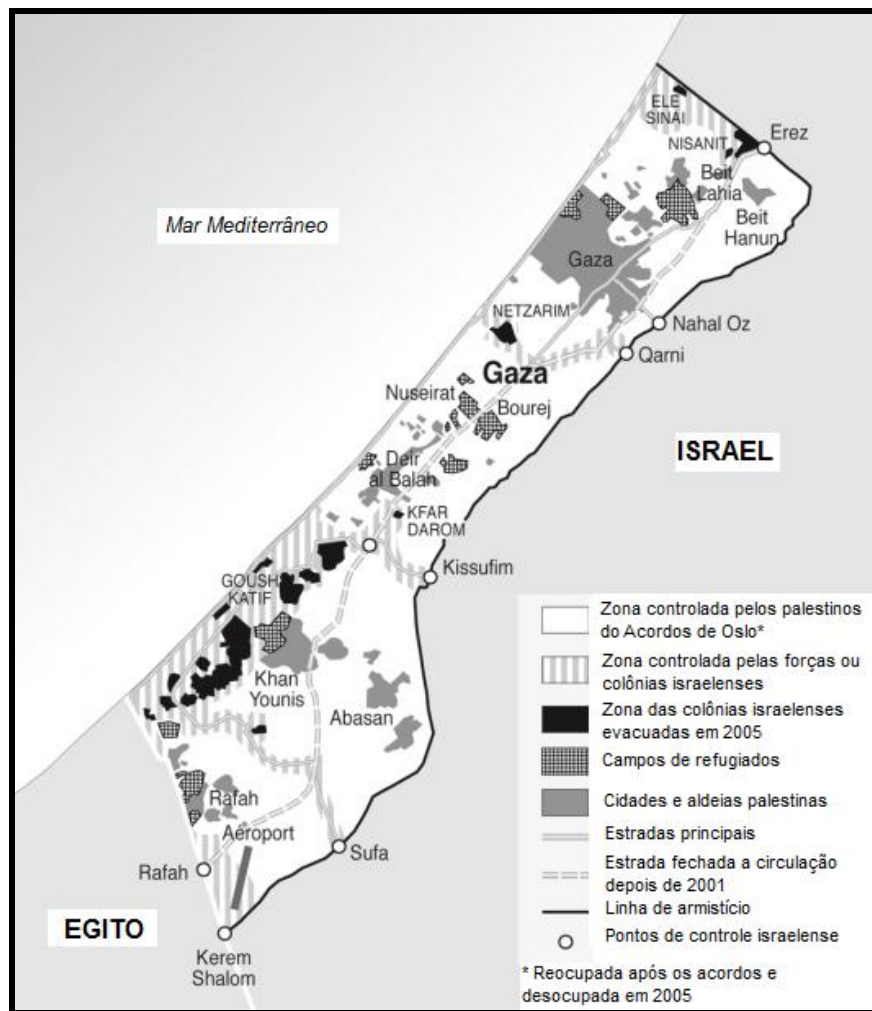 ELE
SINAI
Erez
NISANIT
Beit
Lahia
Beit
Hanun
Mar Mediterrâneo
Gaza
NETZARIM
Nahal Oz
Qarni
Gaza
Nuseirat
Bourej
ISRAEL
Deir
al Balah
KFAR
DAROM
Kissufim
GOUSH
KATIF
Khan
Younis
Abasan
Rafah
Aéroport
Sufa
Rafah
EGITO
Kerem
Shalom
Zona controlada pelos palestinos
do Acordos de Oslo*
Zona controlada pelas forças ou
colônias israelenses
Zona das colônias israelenses
evacuadas em 2005
Campos de refugiados
Cidades e aldeias palestinas
Estradas principais
Estrada fechada a circulação
depois de 2001
Linha de armistício
Pontos de controle israelense
* Reocupada após os acordos e
desocupada em 2005